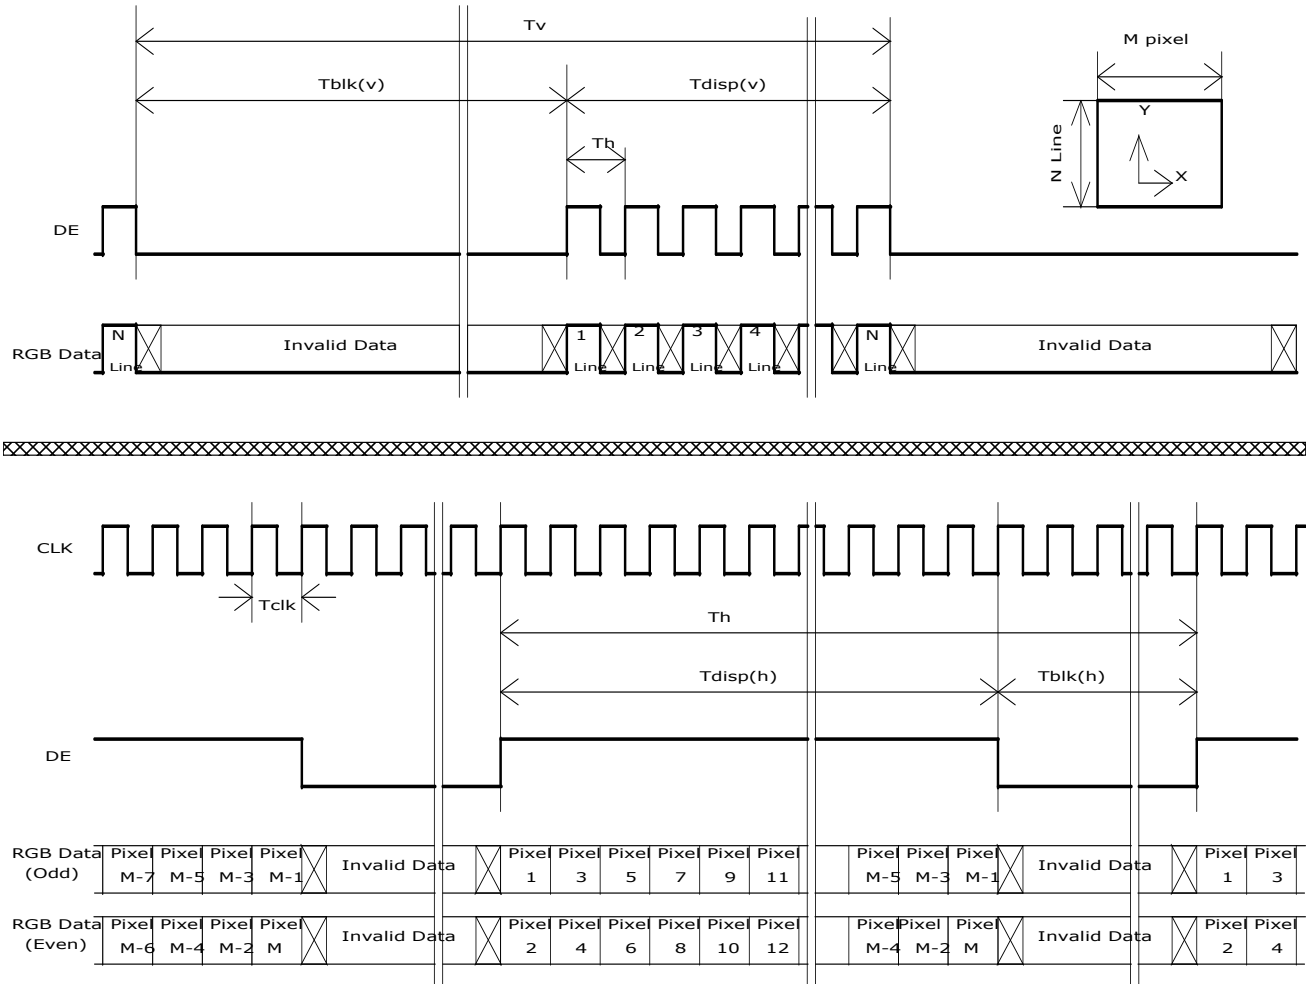 Tv
M pixel
Tblk(v)
Tdisp(v)
Y
Th
N Line
X
DE
N
1
2
3
4
N
Invalid Data
Invalid Data
RGB Data
Line
Line
Line
Line
Line
Line
CLK
Tclk
Th
Tdisp(h)
Tblk(h)
DE
RGB Data
(Odd)
Pixel Pixel Pixel Pixel
M-7 M-5 M-3 M-1
Invalid Data
Pixel Pixel Pixel Pixel Pixel Pixel
1 3 5 7 9 11
Pixel Pixel Pixel
M-5 M-3 M-1
Invalid Data
Pixel Pixel
1 3
RGB Data
(Even)
Pixel Pixel Pixel Pixel
M-6 M-4 M-2 M
Invalid Data
Pixel Pixel Pixel Pixel Pixel Pixel
2 4 6 8 10 12
Pixel Pixel Pixel
M-4 M-2 M
Invalid Data
Pixel Pixel
2 4